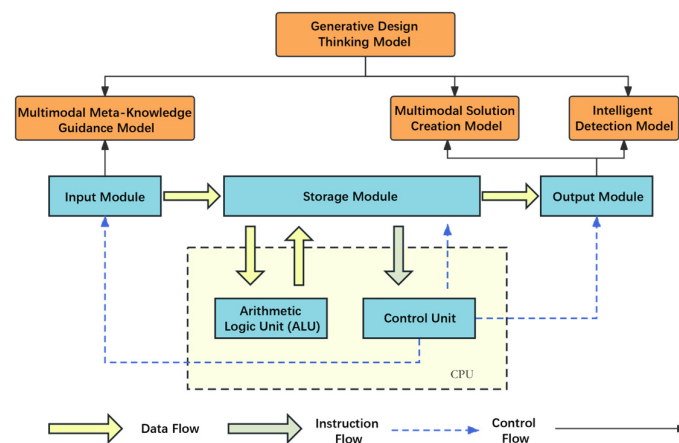 Generative Design
Thinking Model
Multimodal Meta-Knowledge
Guidance Model
Multimodal Solution
Creation Model
Intelligent
Detection Model
Input Module
Storage Module
Output Module
Arithmetic
Logic Unit (ALU)
Control Unit
CPU
Data Flow
Instruction
Flow
Control
Flow